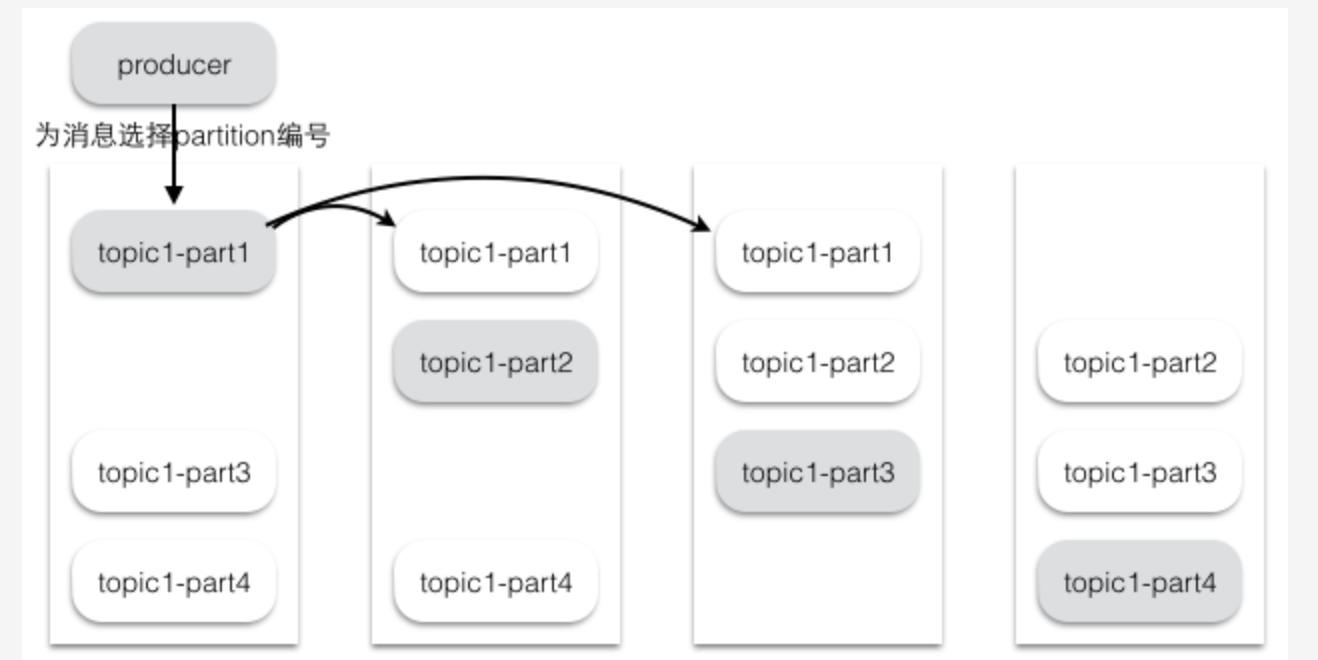 producer
为消息选择partition编号
topic1-part1 topic1-part1 topic1-part1
topic1-part2 topic1-part2 topic1-part2
topic1-part3 topic1-part3 topic1-part3
topic1-part4 topic1-part4 topic1-part4